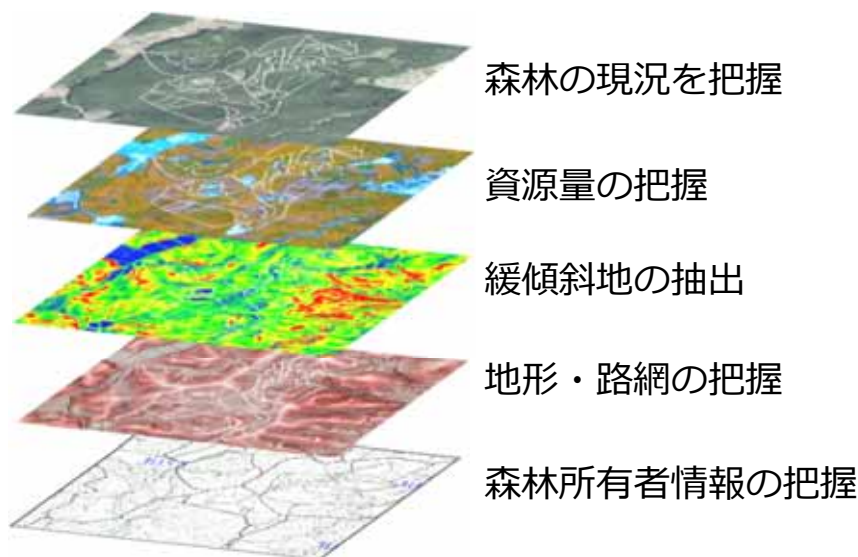 森林の現況を把握
資源量の把握
緩傾斜地の抽出
地形・路網の把握
森林所有者情報の把握